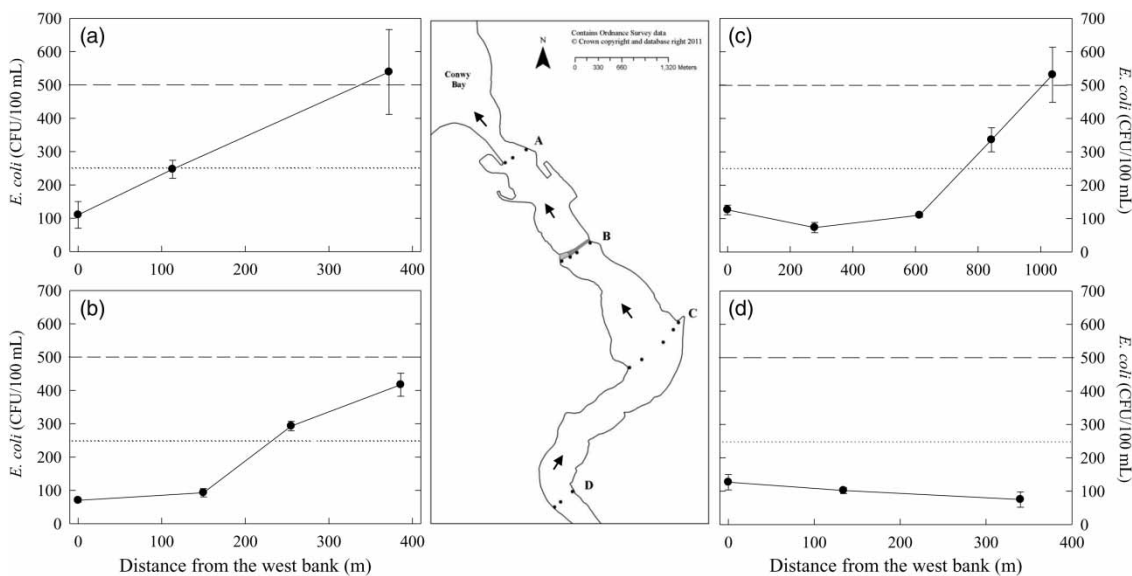 (a)
700
600
500
400
300
200
100
0
0 100 200 300 400
E. coli (CFU/100 mL)
(b)
700
600
500
400
300
200
100
0
0 100 200 300 400
E. coli (CFU/100 mL)
Distance from the west bank (m)
Contains Ordnance Survey data
© Crown copyright and database right 2011
N
0 330 660 1,320 Meters
Conwy
Bay
A
B
C
D
(c)
700
600
500
400
300
200
100
0
0 200 400 600 800 1000
E. coli (CFU/100 mL)
(d)
700
600
500
400
300
200
100
0
0 100 200 300 400
E. coli (CFU/100 mL)
Distance from the west bank (m)